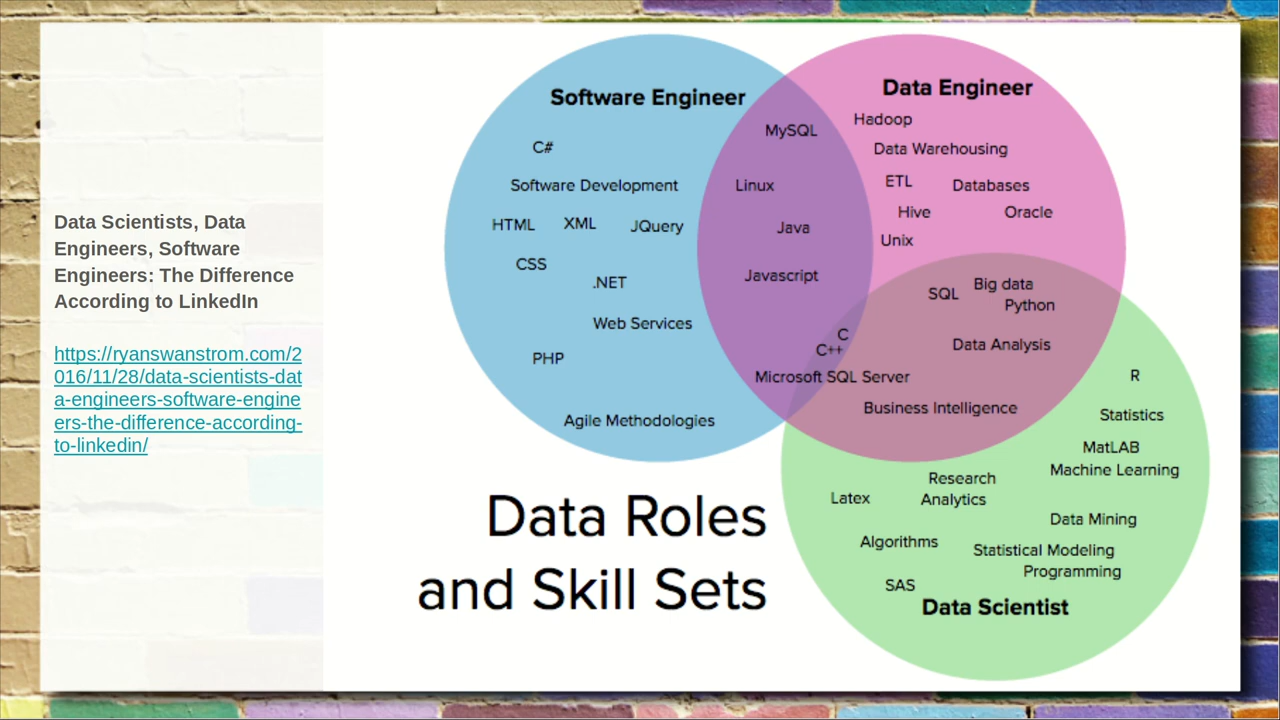 Data Scientists, Data
Engineers, Software
Engineers: The Difference
According to LinkedIn
https://ryanswanstrom.com/2
016/11/28/data-scientists-dat
a-engineers-software-engine
ers-the-difference-according-
to-linkedin/
Software Engineer
C#
Software Development
HTML
XML
JQuery
CSS
.NET
Web Services
PHP
Agile Methodologies
MySQL
Linux
Java
Javascript
C
C++
Microsoft SQL Server
Data Engineer
Hadoop
Data Warehousing
ETL
Databases
Hive
Oracle
Unix
SQL
Big data
Python
Data Analysis
Business Intelligence
R
Statistics
MatLAB
Machine Learning
Research
Analytics
Latex
Data Mining
Algorithms
Statistical Modeling
Programming
SAS
Data Scientist
Data Roles
and Skill Sets